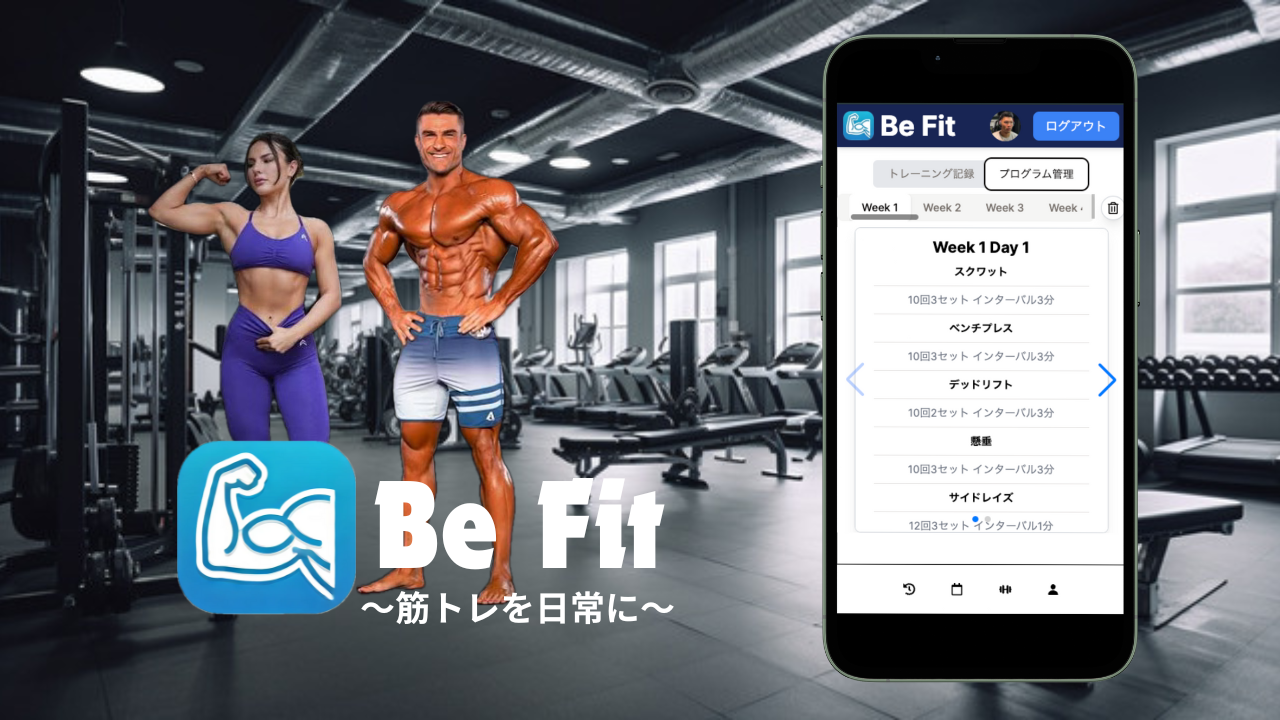 Be Fit
〜筋トレを日常に〜
Be Fit
ログアウト
トレーニング記録
プログラム管理
Week 1
Week 2
Week 3
Week
Week 1 Day 1
スクワット
10回3セット インターバル3分
ベンチプレス
10回3セット インターバル3分
デッドリフト
10回2セット インターバル3分
懸垂
10回3セット インターバル3分
サイドレイズ
12回3セット インターバル1分